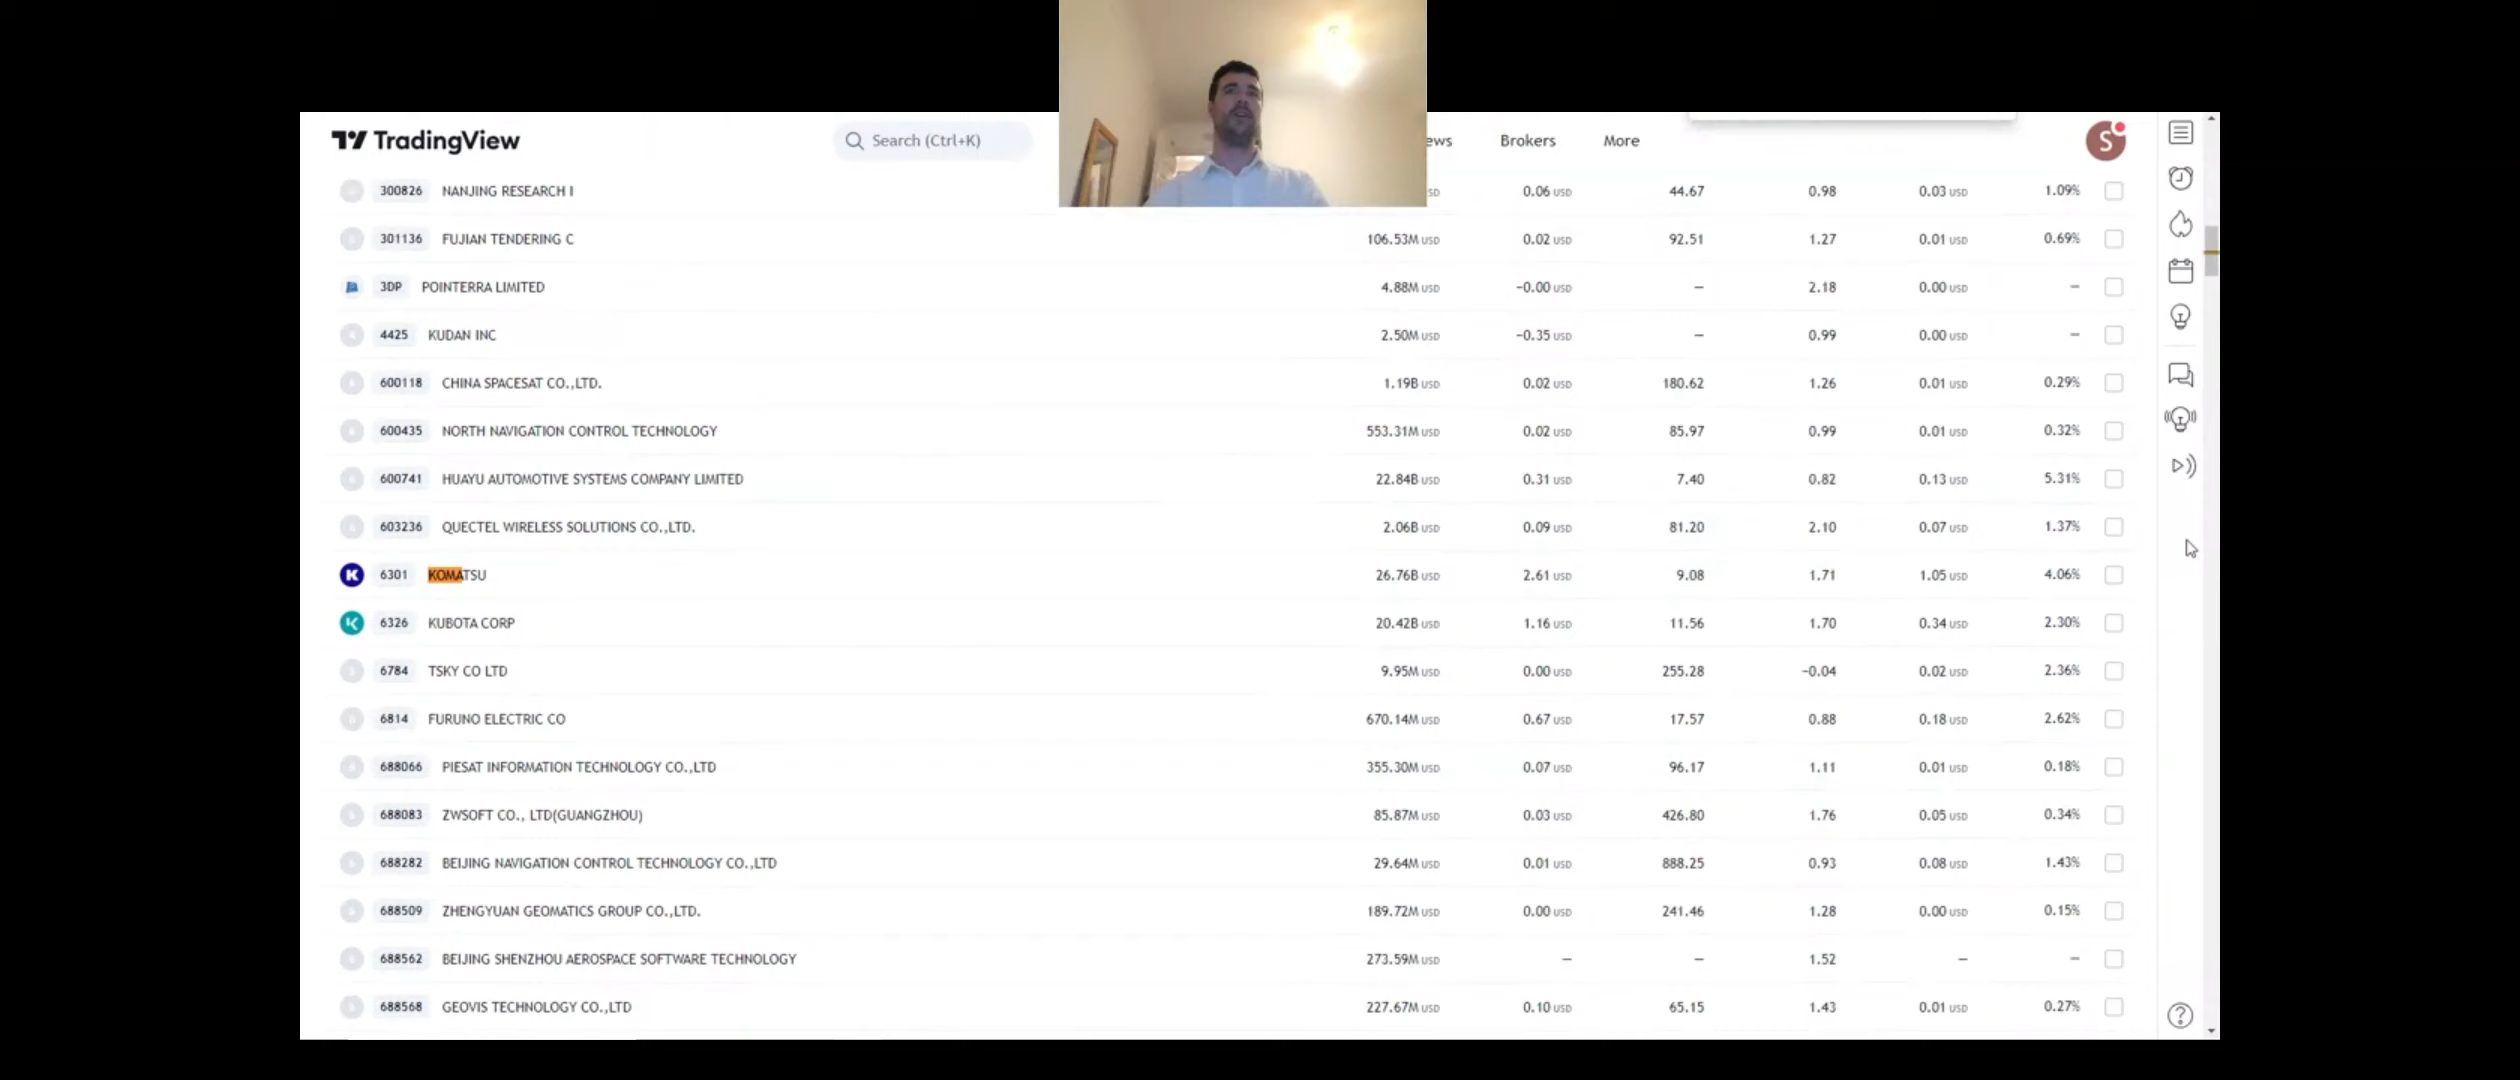 TradingView Search (Ctrl+K) ews Brokers More S
300826 NANJING RESEARCH I SD 0.06 USD 44.67 0.98 0.03 USD 1.09%
301136 FUJIAN TENDERING C 106.53M USD 0.02 USD 92.51 1.27 0.01 USD 0.69%
3DP POINTERRA LIMITED 4.88M USD −0.00 USD — 2.18 0.00 USD —
4425 KUDAN INC 2.50M USD −0.35 USD — 0.99 0.00 USD —
600118 CHINA SPACESAT CO.,LTD. 1.19B USD 0.02 USD 180.62 1.26 0.01 USD 0.29%
600435 NORTH NAVIGATION CONTROL TECHNOLOGY 553.31M USD 0.02 USD 85.97 0.99 0.01 USD 0.32%
600741 HUAYU AUTOMOTIVE SYSTEMS COMPANY LIMITED 22.84B USD 0.31 USD 7.40 0.82 0.13 USD 5.31%
603236 QUECTEL WIRELESS SOLUTIONS CO.,LTD. 2.06B USD 0.09 USD 81.20 2.10 0.07 USD 1.37%
K 6301 KOMATSU 26.76B USD 2.61 USD 9.08 1.71 1.05 USD 4.06%
6326 KUBOTA CORP 20.42B USD 1.16 USD 11.56 1.70 0.34 USD 2.30%
6784 TSKY CO LTD 9.95M USD 0.00 USD 255.28 −0.04 0.02 USD 2.36%
6814 FURUNO ELECTRIC CO 670.14M USD 0.67 USD 17.57 0.88 0.18 USD 2.62%
688066 PIESAT INFORMATION TECHNOLOGY CO.,LTD 355.30M USD 0.07 USD 96.17 1.11 0.01 USD 0.18%
688083 ZWSOFT CO., LTD(GUANGZHOU) 85.87M USD 0.03 USD 426.80 1.76 0.05 USD 0.34%
688282 BEIJING NAVIGATION CONTROL TECHNOLOGY CO.,LTD 29.64M USD 0.01 USD 888.25 0.93 0.08 USD 1.43%
688509 ZHENGYUAN GEOMATICS GROUP CO.,LTD. 189.72M USD 0.00 USD 241.46 1.28 0.00 USD 0.15%
688562 BEIJING SHENZHOU AEROSPACE SOFTWARE TECHNOLOGY 273.59M USD — — 1.52 — —
688568 GEOVIS TECHNOLOGY CO.,LTD 227.67M USD 0.10 USD 65.15 1.43 0.01 USD 0.27%